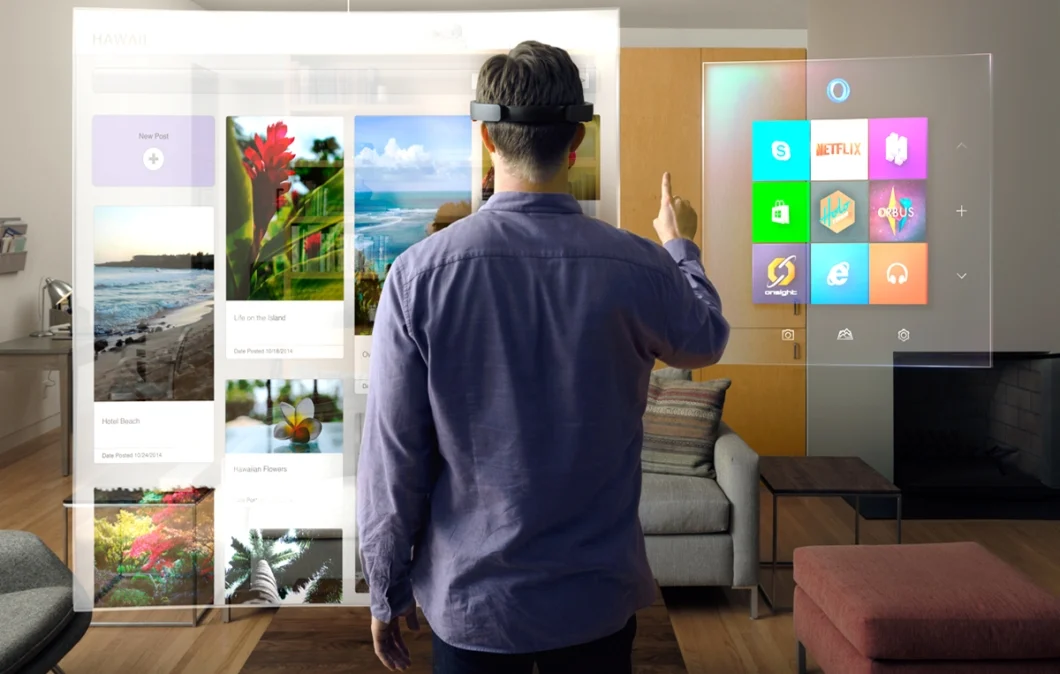 HAWAII
New Post
Life on the Island
Date Posted 10/18/2014
Hotel Beach
Date Posted 10/24/2014
Hawaiian Flowers
NETFLIX
Holo
ORBUS
onsight